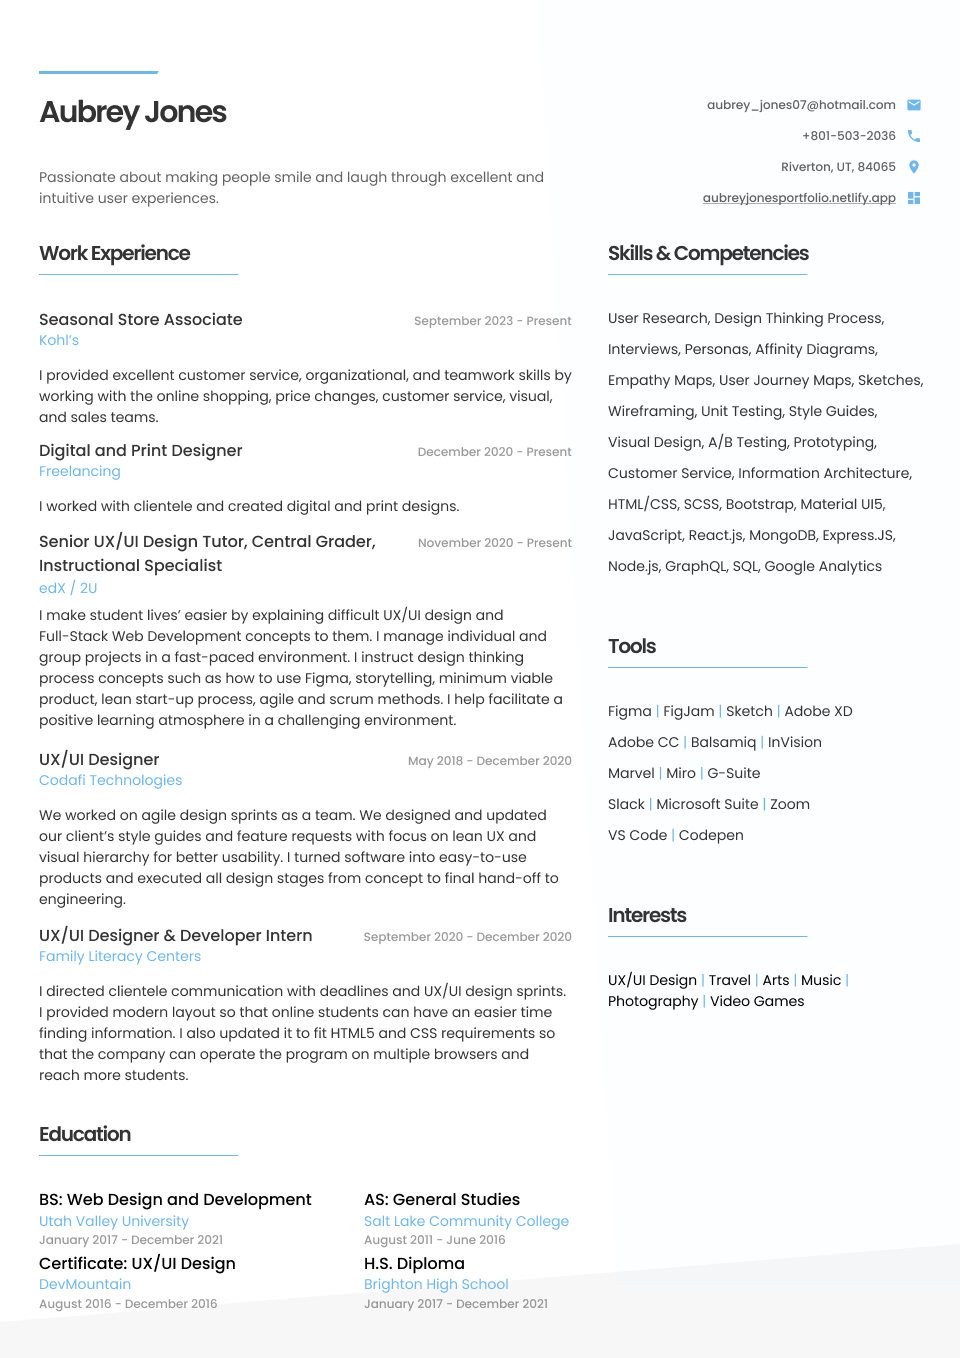 Aubrey Jones
Passionate about making people smile and laugh through excellent and
intuitive user experiences.
aubrey_jones07@hotmail.com
+801-503-2036
Riverton, UT, 84065
aubreyjonesportfolio.netlify.app
Work Experience
Seasonal Store Associate
September 2023 - Present
Kohl's
I provided excellent customer service, organizational, and teamwork skills by
working with the online shopping, price changes, customer service, visual,
and sales teams.
Digital and Print Designer
December 2020 - Present
Freelancing
I worked with clientele and created digital and print designs.
Senior UX/UI Design Tutor, Central Grader,
November 2020 - Present
Instructional Specialist
edX / 2U
I make student lives' easier by explaining difficult UX/UI design and
Full-Stack Web Development concepts to them. I manage individual and
group projects in a fast-paced environment. I instruct design thinking
process concepts such as how to use Figma, storytelling, minimum viable
product, lean start-up process, agile and scrum methods. I help facilitate a
positive learning atmosphere in a challenging environment.
UX/UI Designer
May 2018 - December 2020
Codafi Technologies
We worked on agile design sprints as a team. We designed and updated
our client's style guides and feature requests with focus on lean UX and
visual hierarchy for better usability. I turned software into easy-to-use
products and executed all design stages from concept to final hand-off to
engineering.
UX/UI Designer & Developer Intern
September 2020 - December 2020
Family Literacy Centers
I directed clientele communication with deadlines and UX/UI design sprints.
I provided modern layout so that online students can have an easier time
finding information. I also updated it to fit HTML5 and CSS requirements so
that the company can operate the program on multiple browsers and
reach more students.
Education
BS: Web Design and Development
Utah Valley University
January 2017 - December 2021
Certificate: UX/UI Design
DevMountain
August 2016 - December 2016
AS: General Studies
Salt Lake Community College
August 2011 - June 2016
H.S. Diploma
Brighton High School
January 2017 - December 2021
Skills & Competencies
User Research, Design Thinking Process,
Interviews, Personas, Affinity Diagrams,
Empathy Maps, User Journey Maps, Sketches,
Wireframing, Unit Testing, Style Guides,
Visual Design, A/B Testing, Prototyping,
Customer Service, Information Architecture,
HTML/CSS, SCSS, Bootstrap, Material UI5,
JavaScript, React.js, MongoDB, Express.JS,
Node.js, GraphQL, SQL, Google Analytics
Tools
Figma | FigJam | Sketch | Adobe XD
Adobe CC | Balsamiq | InVision
Marvel | Miro | G-Suite
Slack | Microsoft Suite | Zoom
VS Code | Codepen
Interests
UX/UI Design | Travel | Arts | Music |
Photography | Video Games